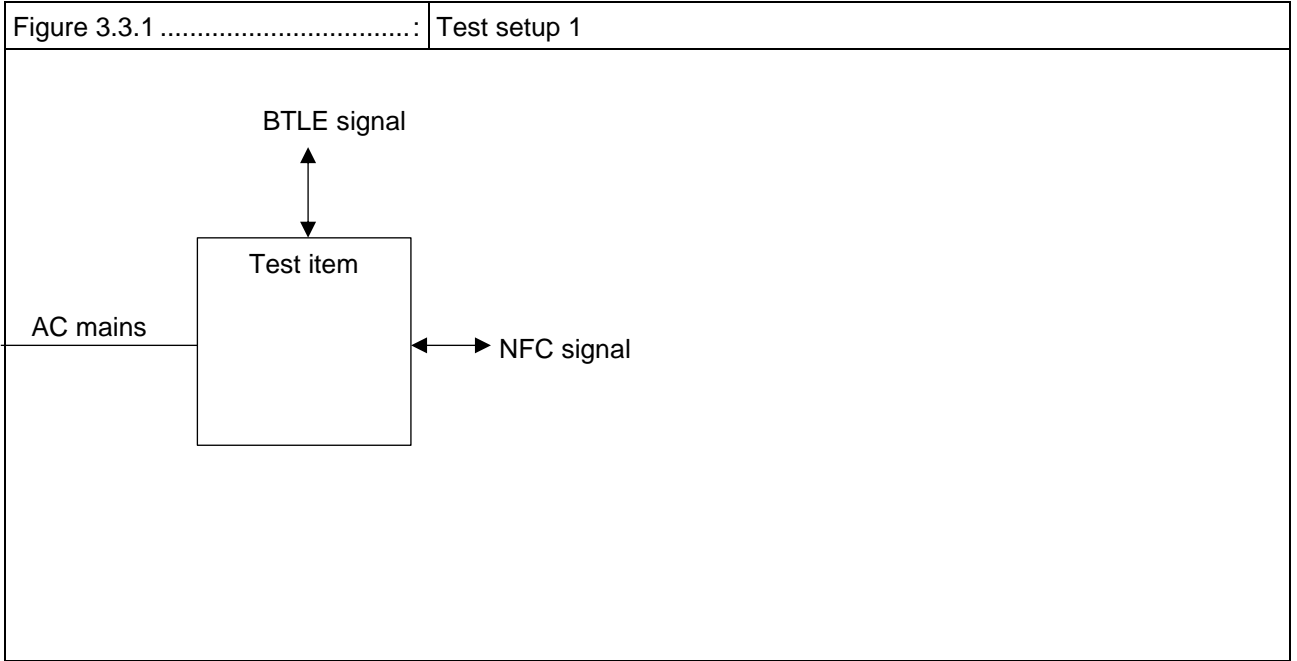 Figure 3.3.1 ..................................: Test setup 1
BTLE signal
Test item
AC mains
NFC signal